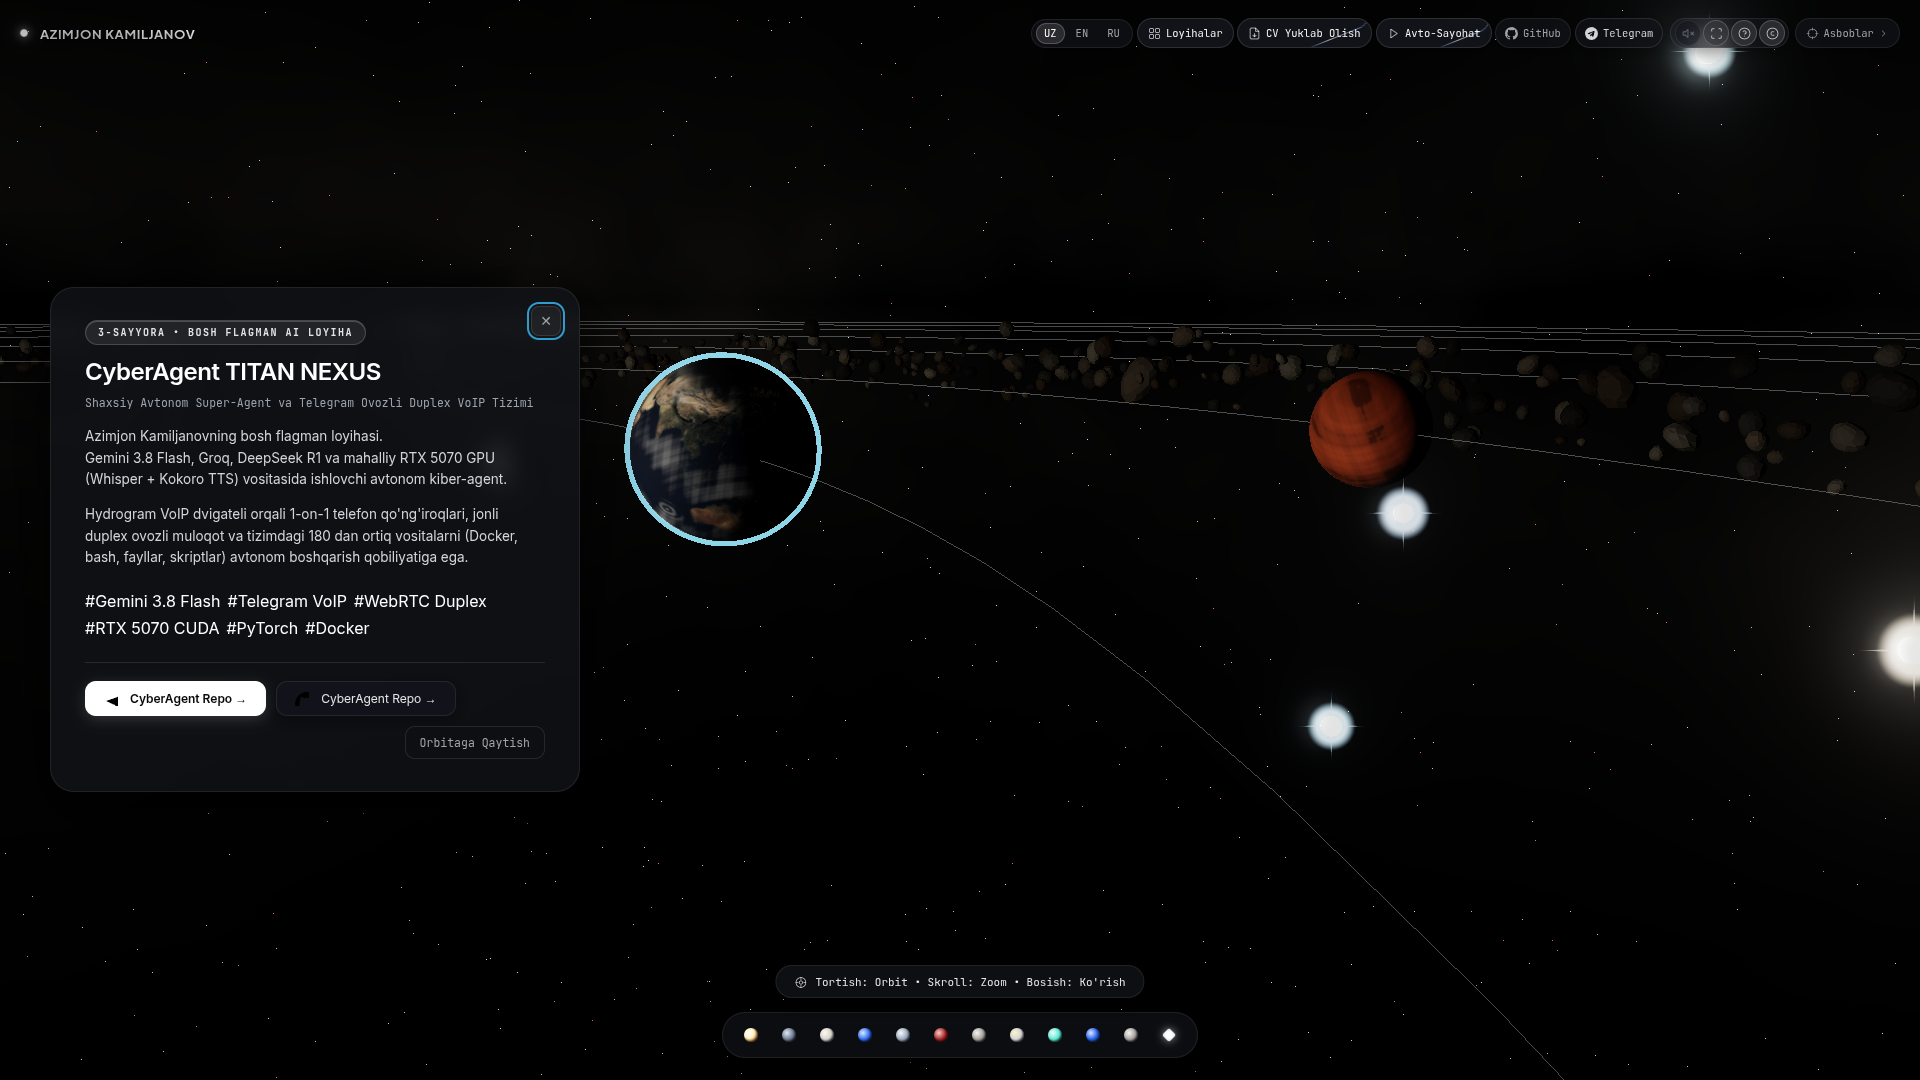 AZIMJON KAMILJANOV
UZ EN RU
Loyihalar
CV Yuklab Olish
Avto-Sayohat
GitHub
Telegram
Asboblar
3-SAYYORA • BOSH FLAGMAN AI LOYIHA
CyberAgent TITAN NEXUS
Shaxsiy Avtonom Super-Agent va Telegram Ovozli Duplex VoIP Tizimi
Azimjon Kamiljanovning bosh flagman loyihasi.
Gemini 3.8 Flash, Groq, DeepSeek R1 va mahalliy RTX 5070 GPU
(Whisper + Kokoro TTS) vositasida ishlovchi avtonom kiber-agent.
Hydrogram VoIP dvigateli orqali 1-on-1 telefon qo'ng'iroqlari, jonli
duplex ovozli muloqot va tizimdagi 180 dan ortiq vositalarni (Docker,
bash, fayllar, skriptlar) avtonom boshqarish qobiliyatiga ega.
#Gemini 3.8 Flash #Telegram VoIP #WebRTC Duplex
#RTX 5070 CUDA #PyTorch #Docker
CyberAgent Repo →
CyberAgent Repo →
Orbitaga Qaytish
Tortish: Orbit • Skroll: Zoom • Bosish: Ko'rish